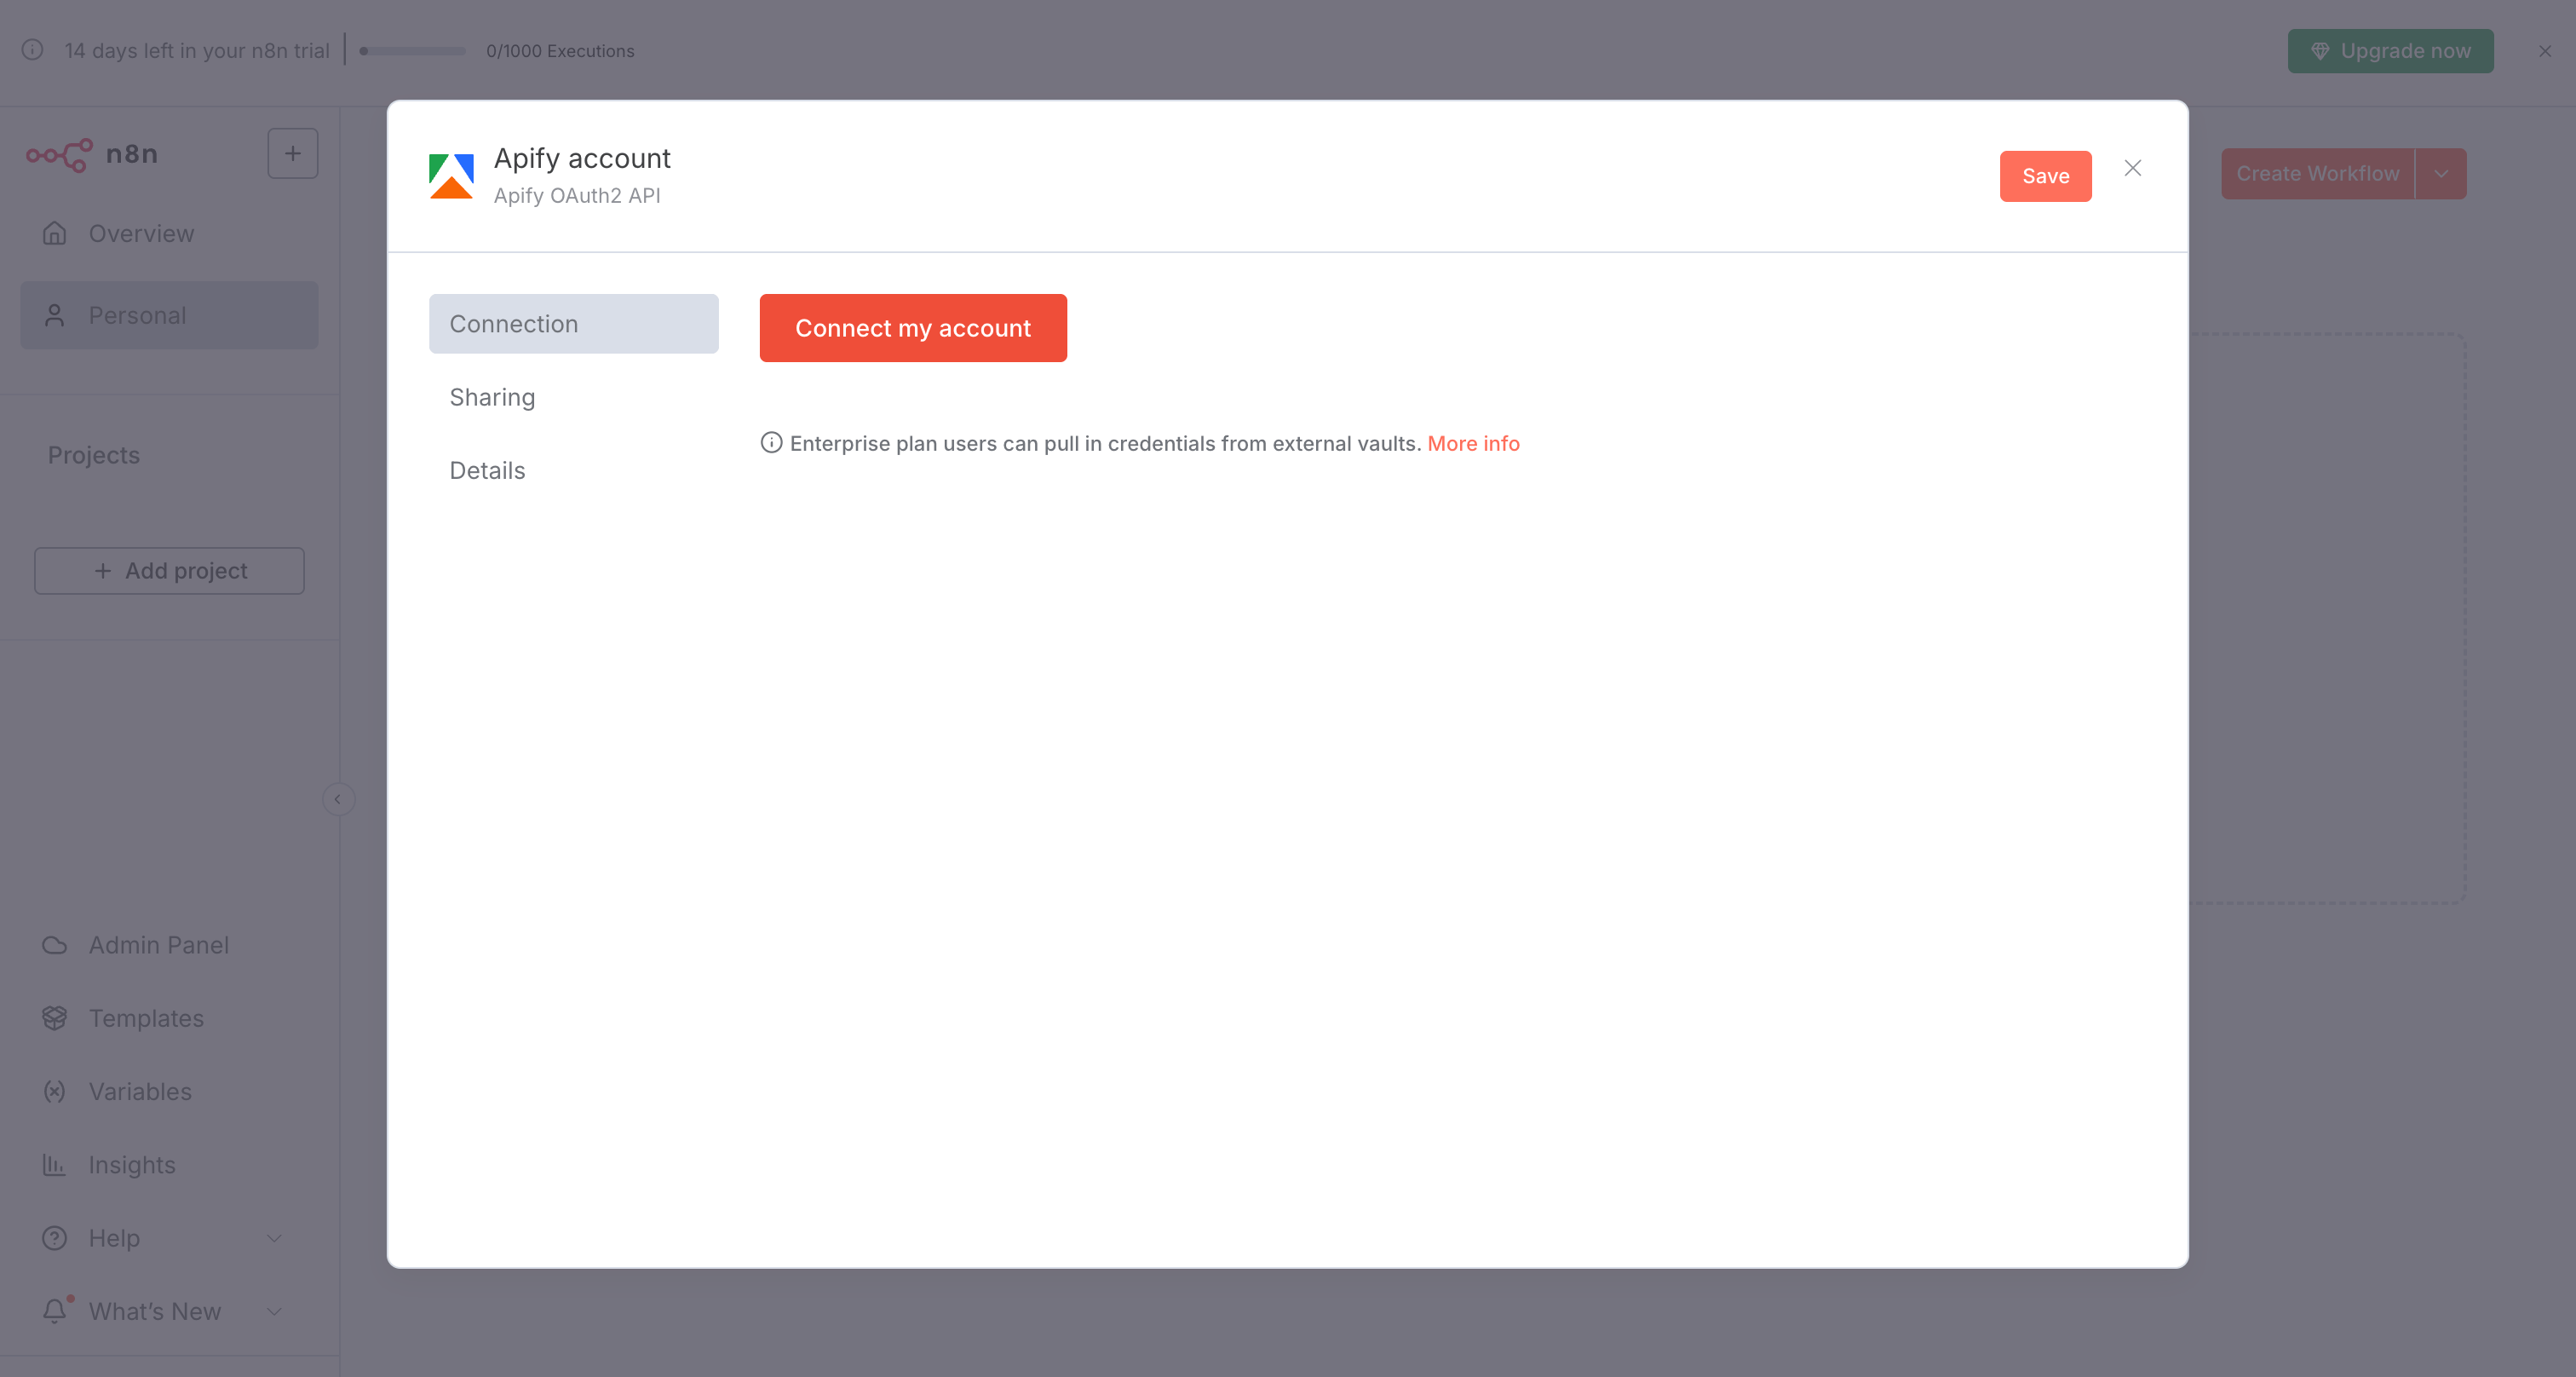 14 days left in your n8n trial
0/1000 Executions
Upgrade now
n8n
Create Workflow
Overview
Personal
Projects
Add project
Admin Panel
Templates
Variables
Insights
Help
What's New
Apify account
Apify OAuth2 API
Save
Connection
Sharing
Details
Connect my account
Enterprise plan users can pull in credentials from external vaults. More info